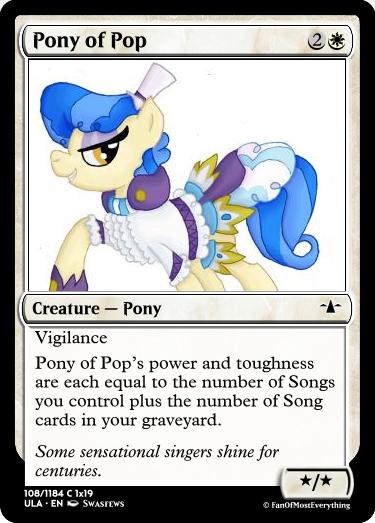 Pony of Pop 2
Creature — Pony
Vigilance
Pony of Pop's power and toughness
are each equal to the number of Songs
you control plus the number of Song
cards in your graveyard.
Some sensational singers shine for
centuries.
★/★
108/1184 C 1x19
ULA • EN Swasfews
© FanOfMostEverything